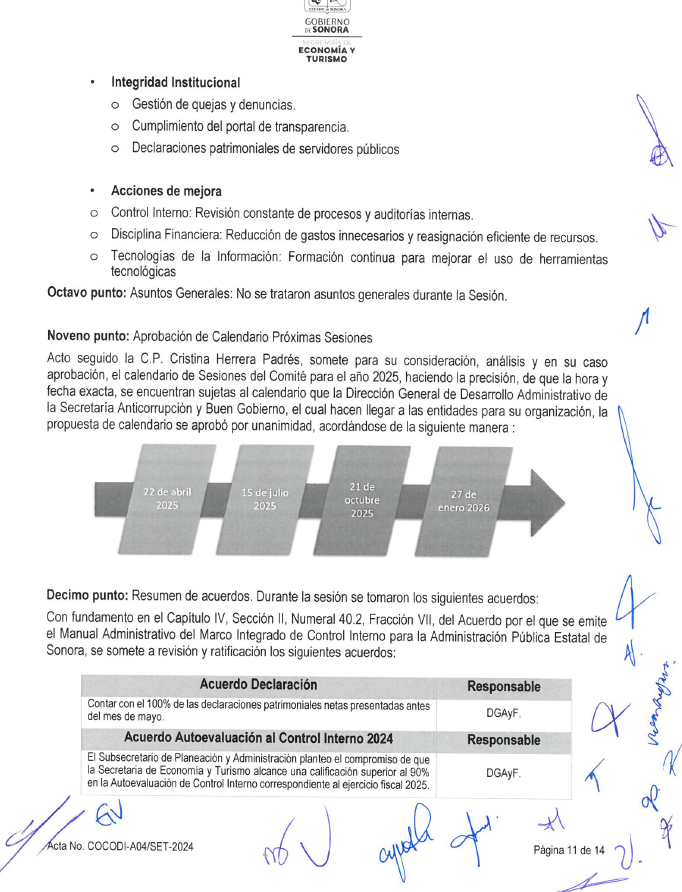 ESTADO DE SONORA
GOBIERNO
DE SONORA
SECRETARÍA DE
ECONOMÍA Y
TURISMO
• Integridad Institucional
o Gestión de quejas y denuncias.
o Cumplimiento del portal de transparencia.
o Declaraciones patrimoniales de servidores públicos
• Acciones de mejora
o Control Interno: Revisión constante de procesos y auditorías internas.
o Disciplina Financiera: Reducción de gastos innecesarios y reasignación eficiente de recursos.
o Tecnologías de la Información: Formación continua para mejorar el uso de herramientas
tecnológicas
Octavo punto: Asuntos Generales: No se trataron asuntos generales durante la Sesión.
Noveno punto: Aprobación de Calendario Próximas Sesiones
Acto seguido la C.P. Cristina Herrera Padrés, somete para su consideración, análisis y en su caso
aprobación, el calendario de Sesiones del Comité para el año 2025, haciendo la precisión, de que la hora y
fecha exacta, se encuentran sujetas al calendario que la Dirección General de Desarrollo Administrativo de
la Secretaría Anticorrupción y Buen Gobierno, el cual hacen llegar a las entidades para su organización, la
propuesta de calendario se aprobó por unanimidad, acordándose de la siguiente manera :
22 de abril
2025
15 de julio
2025
21 de
octubre
2025
27 de
enero 2026
Decimo punto: Resumen de acuerdos. Durante la sesión se tomaron los siguientes acuerdos:
Con fundamento en el Capítulo IV, Sección II, Numeral 40.2, Fracción VII, del Acuerdo por el que se emite
el Manual Administrativo del Marco Integrado de Control Interno para la Administración Pública Estatal de
Sonora, se somete a revisión y ratificación los siguientes acuerdos:
Acuerdo Declaración Responsable
Contar con el 100% de las declaraciones patrimoniales netas presentadas antes
del mes de mayo. DGAyF.
Acuerdo Autoevaluación al Control Interno 2024 Responsable
El Subsecretario de Planeación y Administración planteo el compromiso de que
la Secretaria de Economía y Turismo alcance una calificación superior al 90%
en la Autoevaluación de Control Interno correspondiente al ejercicio fiscal 2025. DGAyF.
Acta No. COCODI-A04/SET-2024
Página 11 de 14